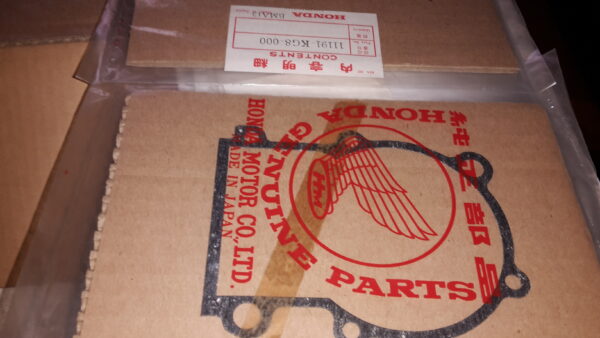 内容明細
CONTENTS
11191-KG8-000
HONDA
HONDA
純正部品
GENUINE PARTS
HONDA MOTOR CO., LTD.
MADE IN JAPAN